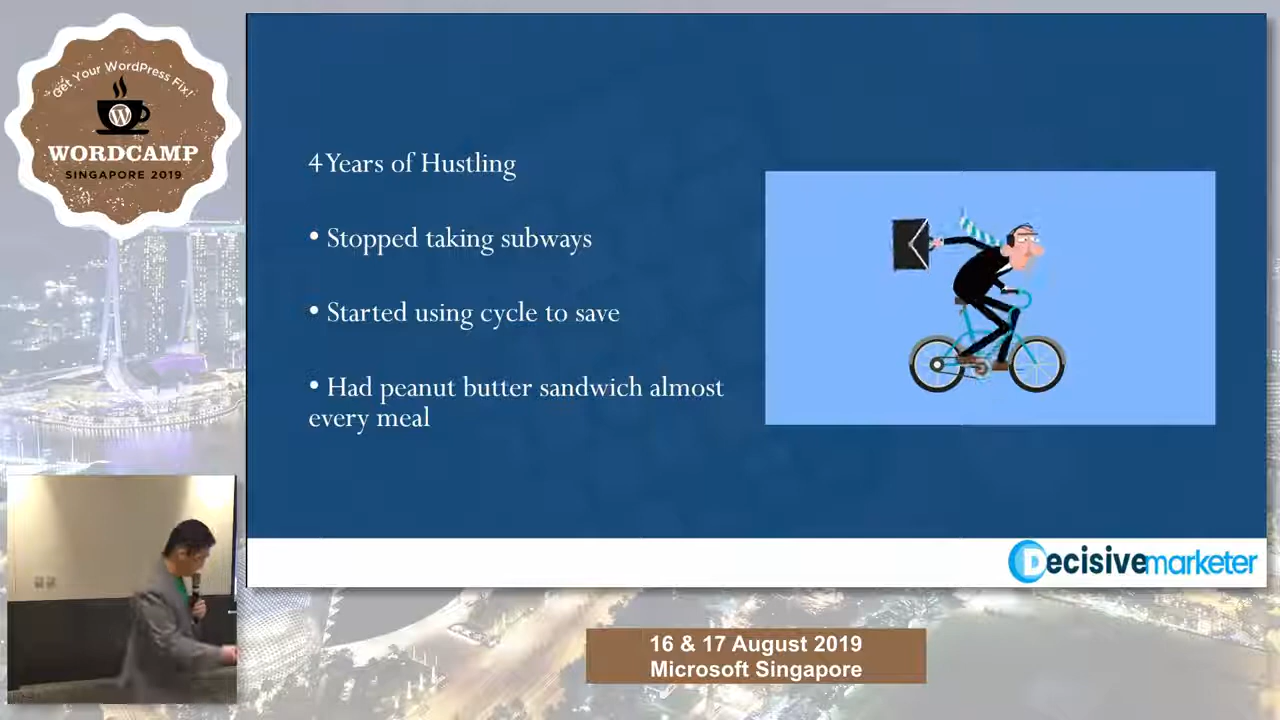 Get Your WordPress Fix!
WORDCAMP
SINGAPORE 2019
4 Years of Hustling
• Stopped taking subways
• Started using cycle to save
• Had peanut butter sandwich almost
every meal
Decisivemarketer
16 & 17 August 2019
Microsoft Singapore